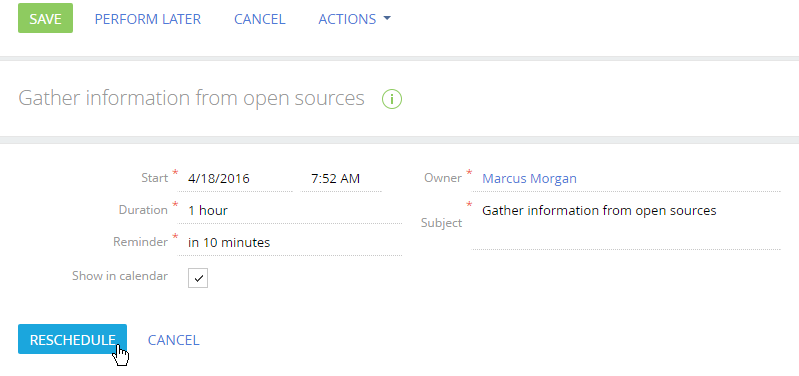 SAVE PERFORM LATER CANCEL ACTIONS
Gather information from open sources i
Start * 4/18/2016 7:52 AM Owner * Marcus Morgan
Duration * 1 hour Subject * Gather information from open sources
Reminder * in 10 minutes
Show in calendar
RESCHEDULE CANCEL